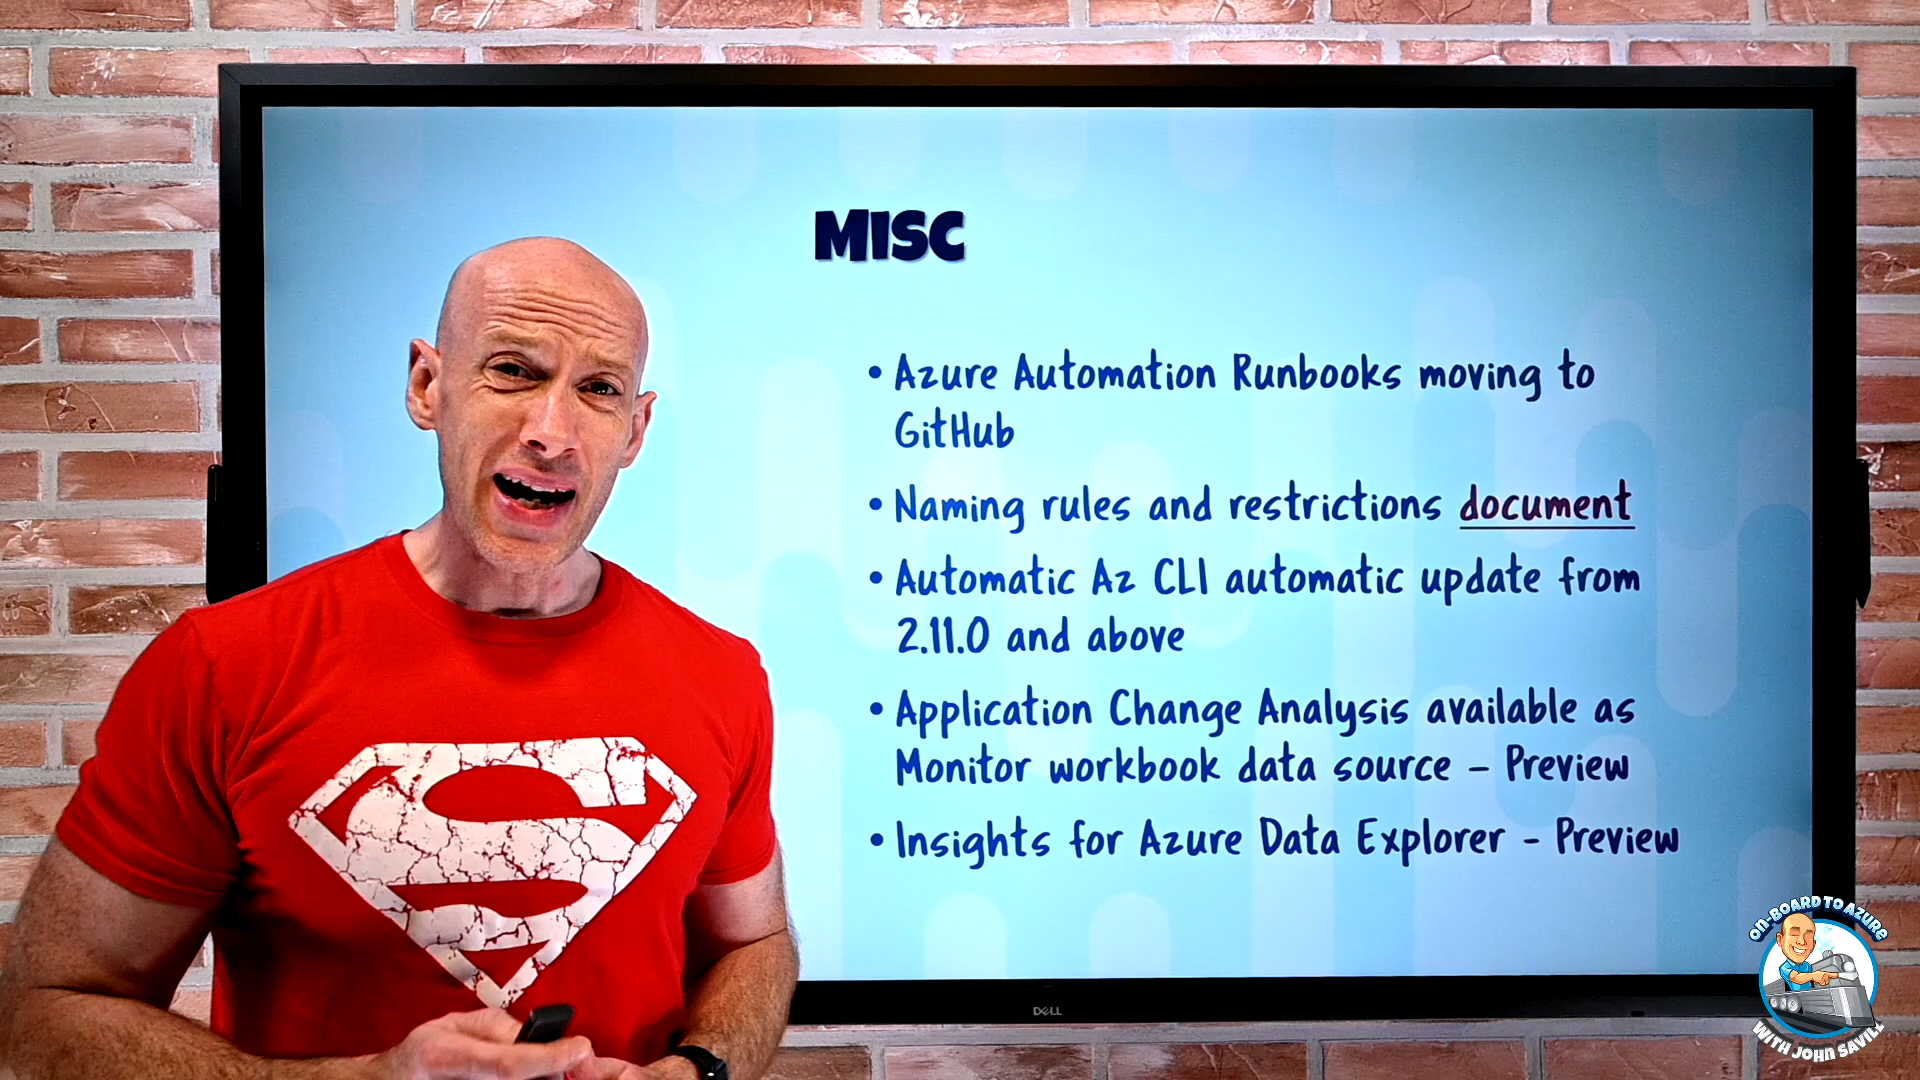 MISC
• Azure Automation Runbooks moving to
GitHub
• Naming rules and restrictions document
• Automatic Az CLI automatic update from
2.11.0 and above
• Application Change Analysis available as
Monitor workbook data source – Preview
• Insights for Azure Data Explorer - Preview
ON-BOARD TO AZURE
WITH JOHN SAVILL
DELL